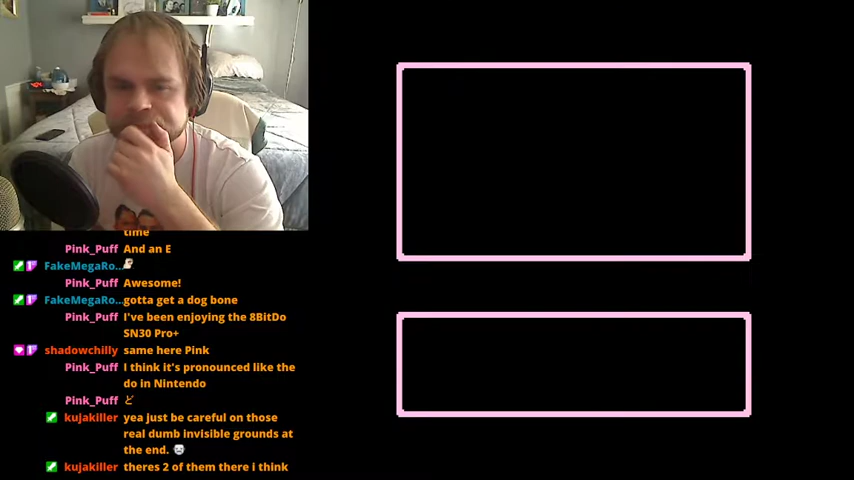 time
Pink_Puff And an E
FakeMegaRo...
Pink_Puff Awesome!
FakeMegaRo... gotta get a dog bone
Pink_Puff I've been enjoying the 8BitDo
SN30 Pro+
shadowchilly same here Pink
Pink_Puff I think it's pronounced like the
do in Nintendo
Pink_Puff ど
kujakiller yea just be careful on those
real dumb invisible grounds at
the end.
kujakiller theres 2 of them there i think